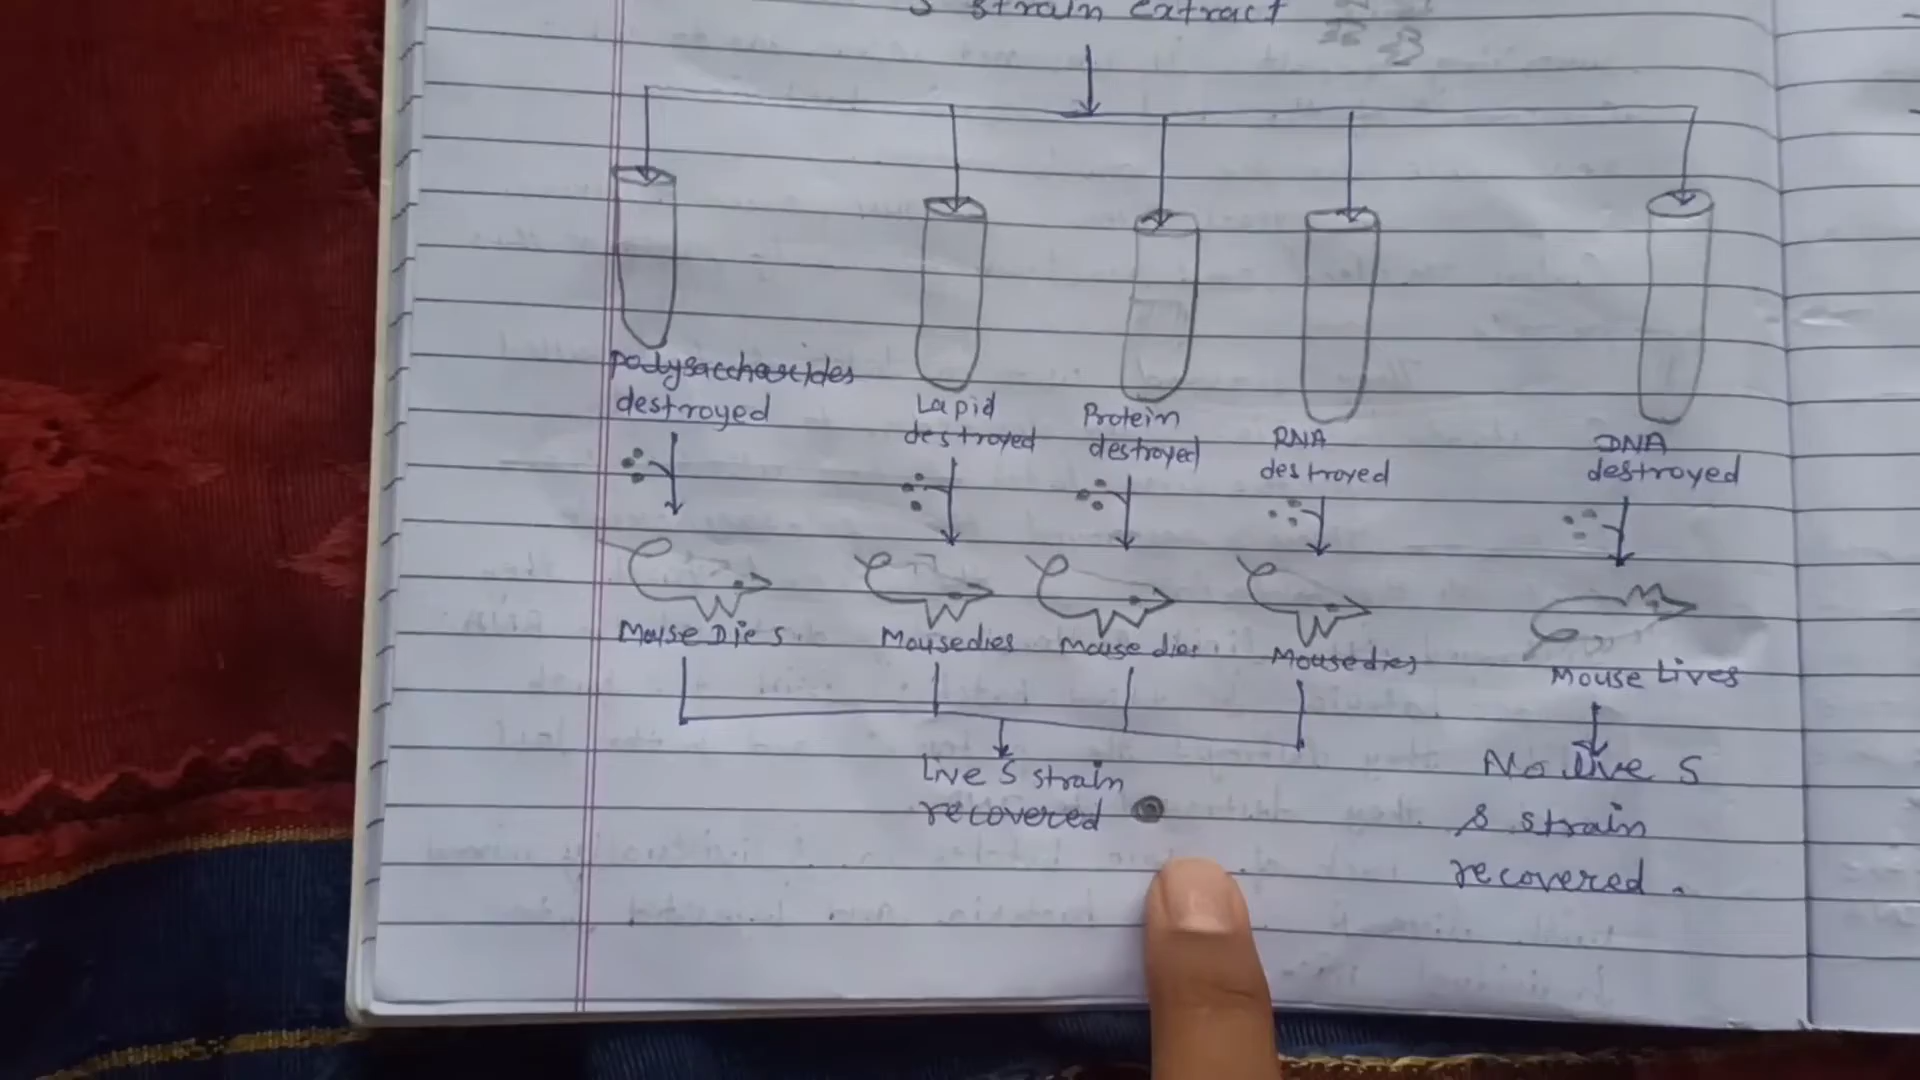 S strain extract
polysaccharides
destroyed
Lapid
destroyed
Protein
destroyed
RNA
destroyed
DNA
destroyed
Mouse Dies
Mousedies
Mouse dies
Mousedies
Mouse Lives
Live S strain
recovered
No live S
S strain
recovered.